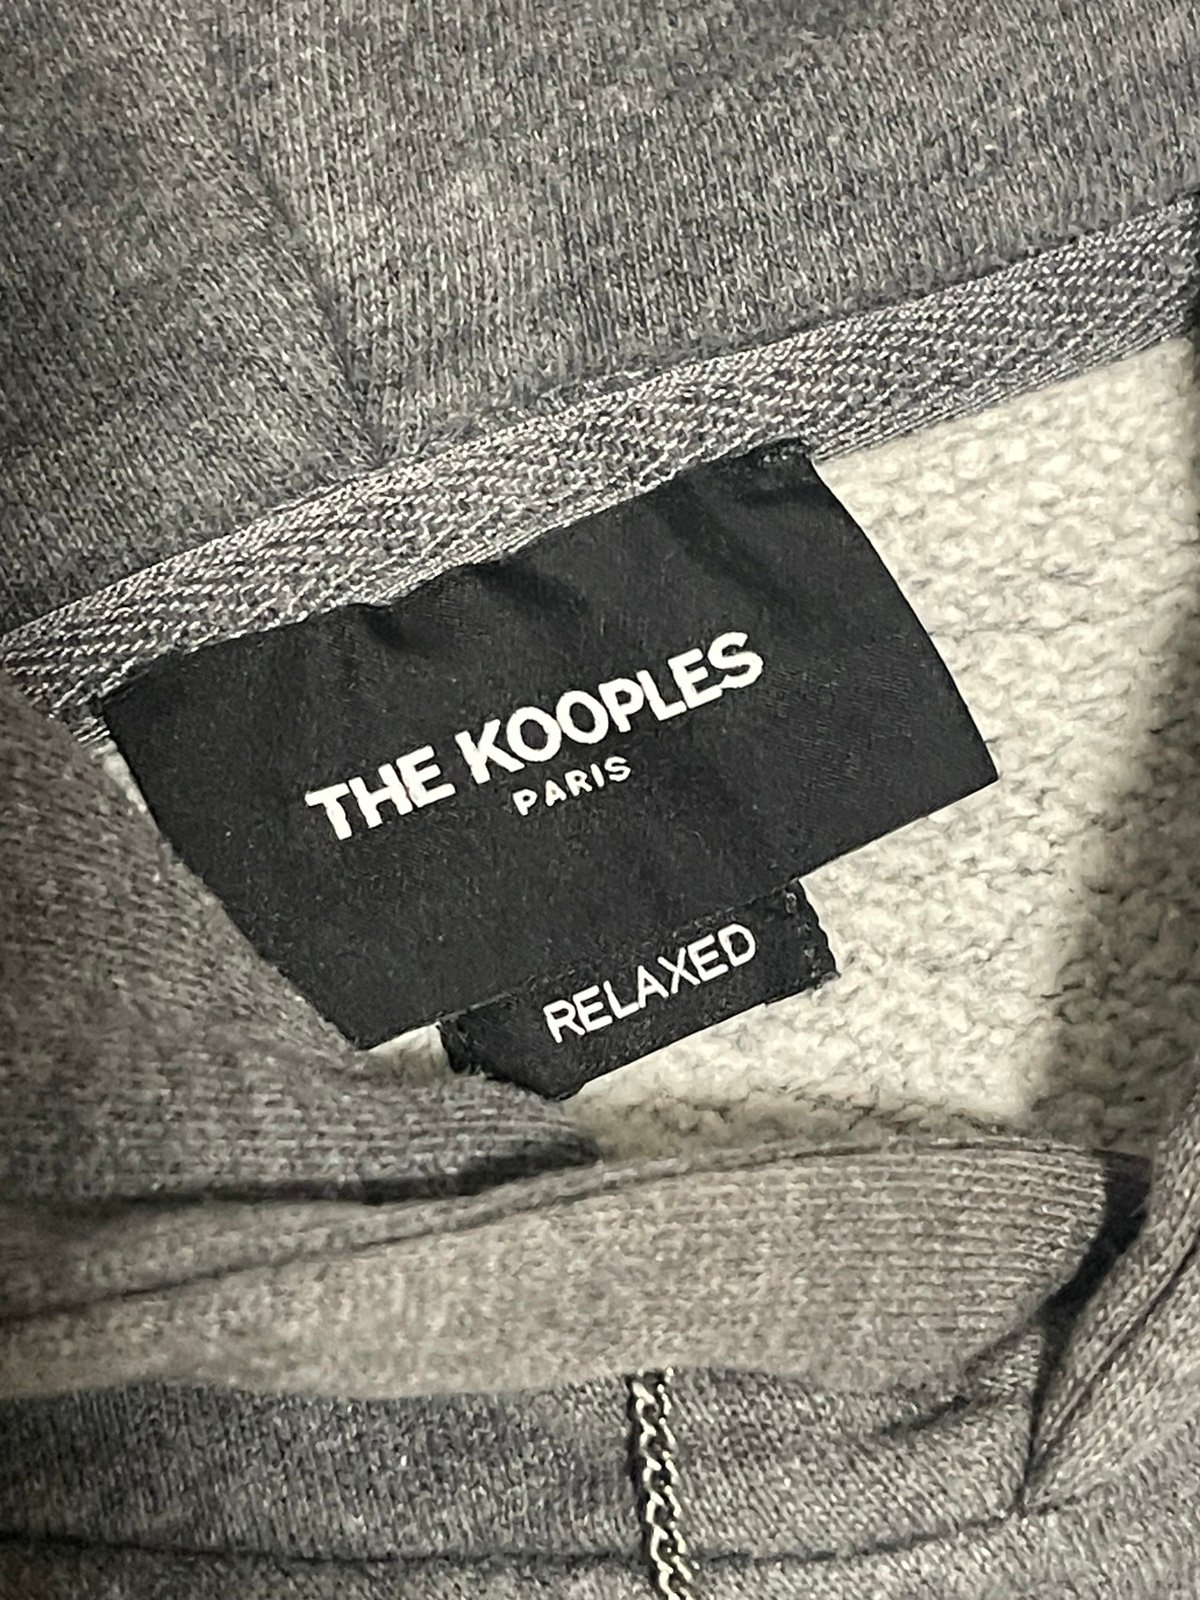 THE KOOPLES
PARIS
RELAXED